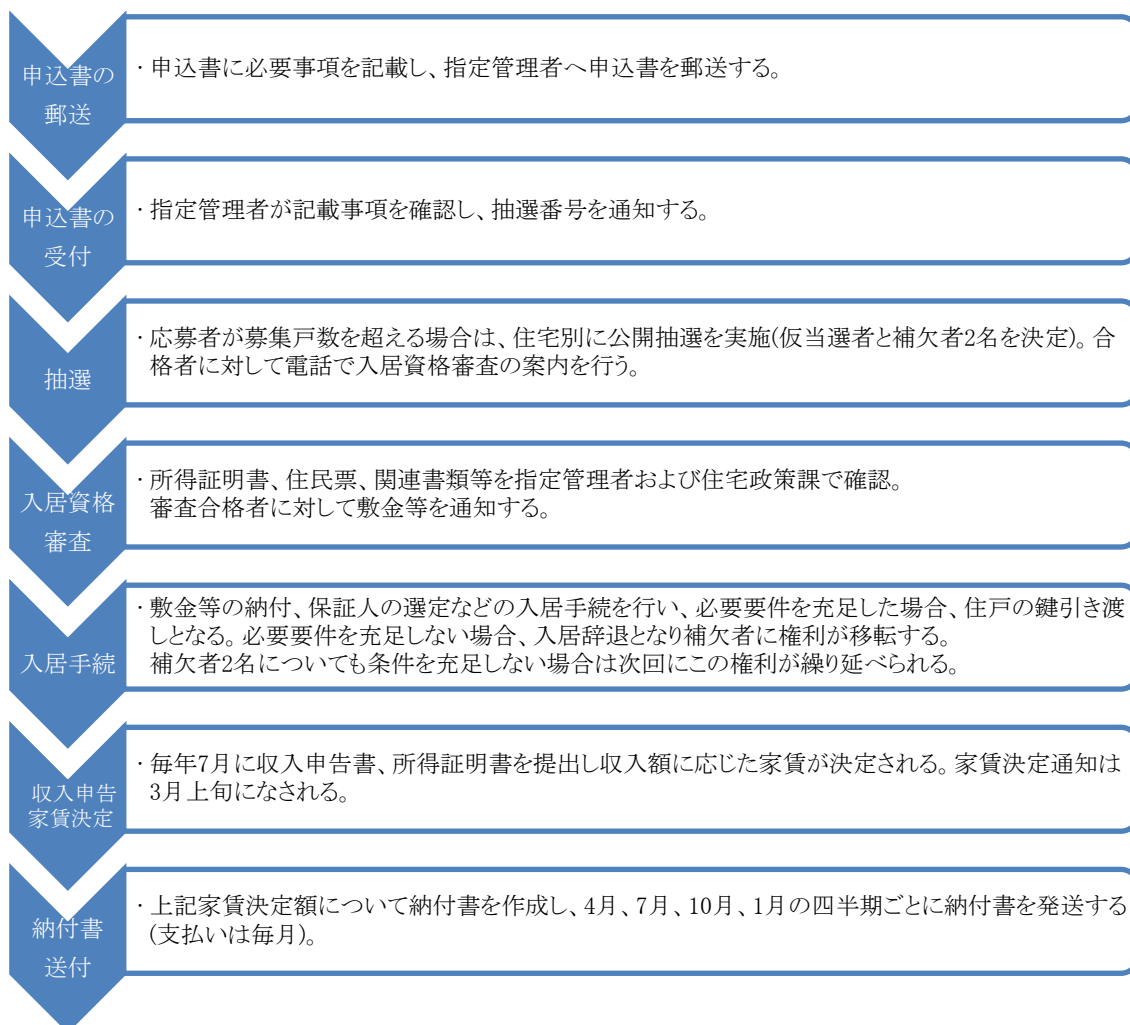 申込書の
郵送
・申込書に必要事項を記載し、指定管理者へ申込書を郵送する。
申込書の
受付
・指定管理者が記載事項を確認し、抽選番号を通知する。
抽選
・応募者が募集戸数を超える場合は、住宅別に公開抽選を実施(仮当選者と補欠者2名を決定)。合
格者に対して電話で入居資格審査の案内を行う。
入居資格
審査
・所得証明書、住民票、関連書類等を指定管理者および住宅政策課で確認。
審査合格者に対して敷金等を通知する。
入居手続
・敷金等の納付、保証人の選定などの入居手続を行い、必要要件を充足した場合、住戸の鍵引き渡
しとなる。必要要件を充足しない場合、入居辞退となり補欠者に権利が移転する。
補欠者2名についても条件を充足しない場合は次回にこの権利が繰り延べられる。
収入申告
家賃決定
・毎年7月に収入申告書、所得証明書を提出し収入額に応じた家賃が決定される。家賃決定通知は
3月上旬になされる。
納付書
送付
・上記家賃決定額について納付書を作成し、4月、7月、10月、1月の四半期ごとに納付書を発送する
(支払いは毎月)。